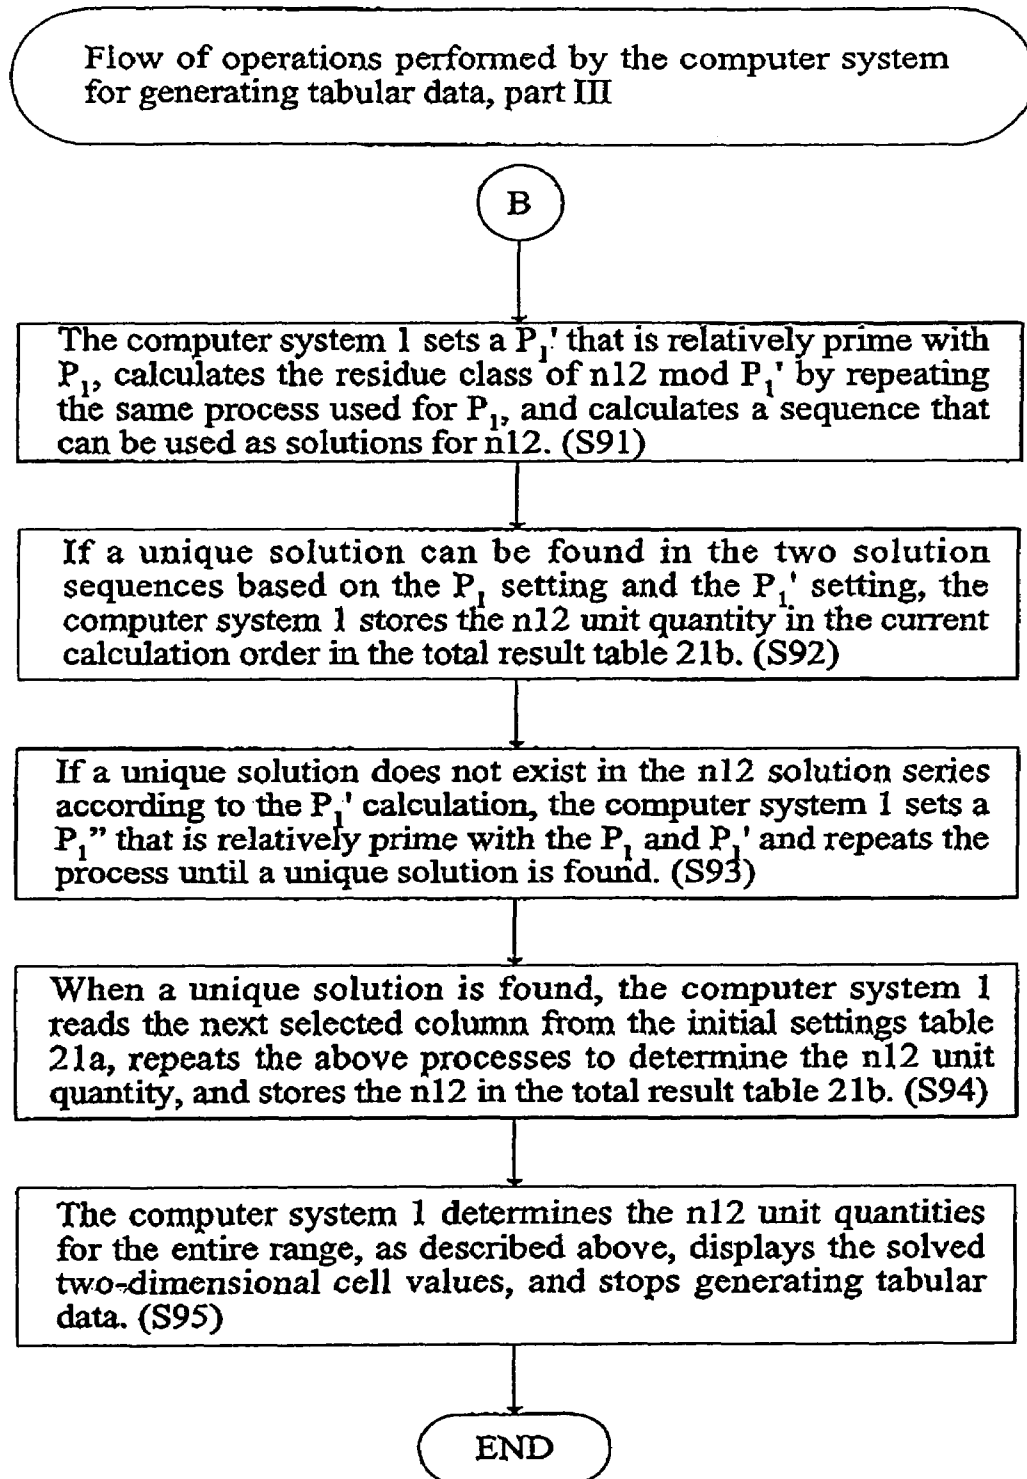 Flow of operations performed by the computer system
for generating tabular data, part III
B
The computer system 1 sets a P₁' that is relatively prime with
P₁, calculates the residue class of n12 mod P₁' by repeating
the same process used for P₁, and calculates a sequence that
can be used as solutions for n12. (S91)
If a unique solution can be found in the two solution
sequences based on the P₁ setting and the P₁' setting, the
computer system 1 stores the n12 unit quantity in the current
calculation order in the total result table 21b. (S92)
If a unique solution does not exist in the n12 solution series
according to the P₁' calculation, the computer system 1 sets a
P₁” that is relatively prime with the P₁ and P₁' and repeats the
process until a unique solution is found. (S93)
When a unique solution is found, the computer system 1
reads the next selected column from the initial settings table
21a, repeats the above processes to determine the n12 unit
quantity, and stores the n12 in the total result table 21b. (S94)
The computer system 1 determines the n12 unit quantities
for the entire range, as described above, displays the solved
two-dimensional cell values, and stops generating tabular
data. (S95)
END